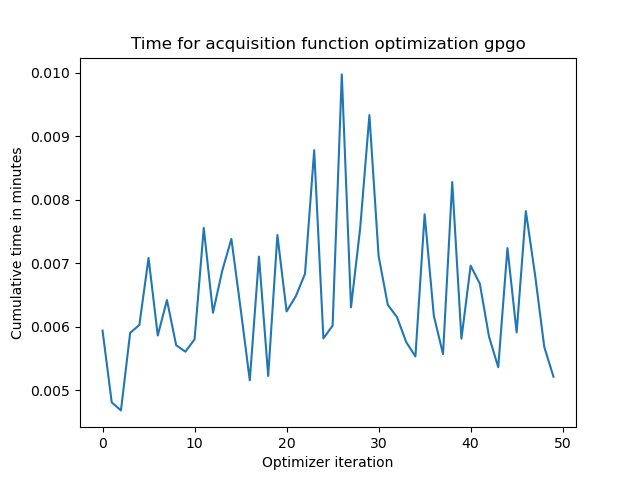 Time for acquisition function optimization gpgo
0.010
0.009
0.008
0.007
0.006
0.005
Cumulative time in minutes
0 10 20 30 40 50
Optimizer iteration